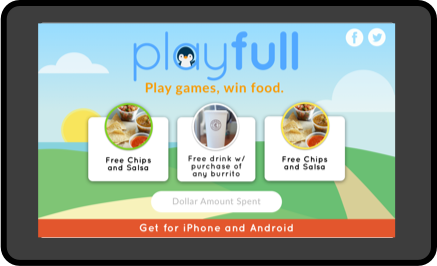 playfull
Play games, win food.
Free Chips
and Salsa
Free drink w/
purchase of
any burrito
Free Chips
and Salsa
Dollar Amount Spent
Get for iPhone and Android